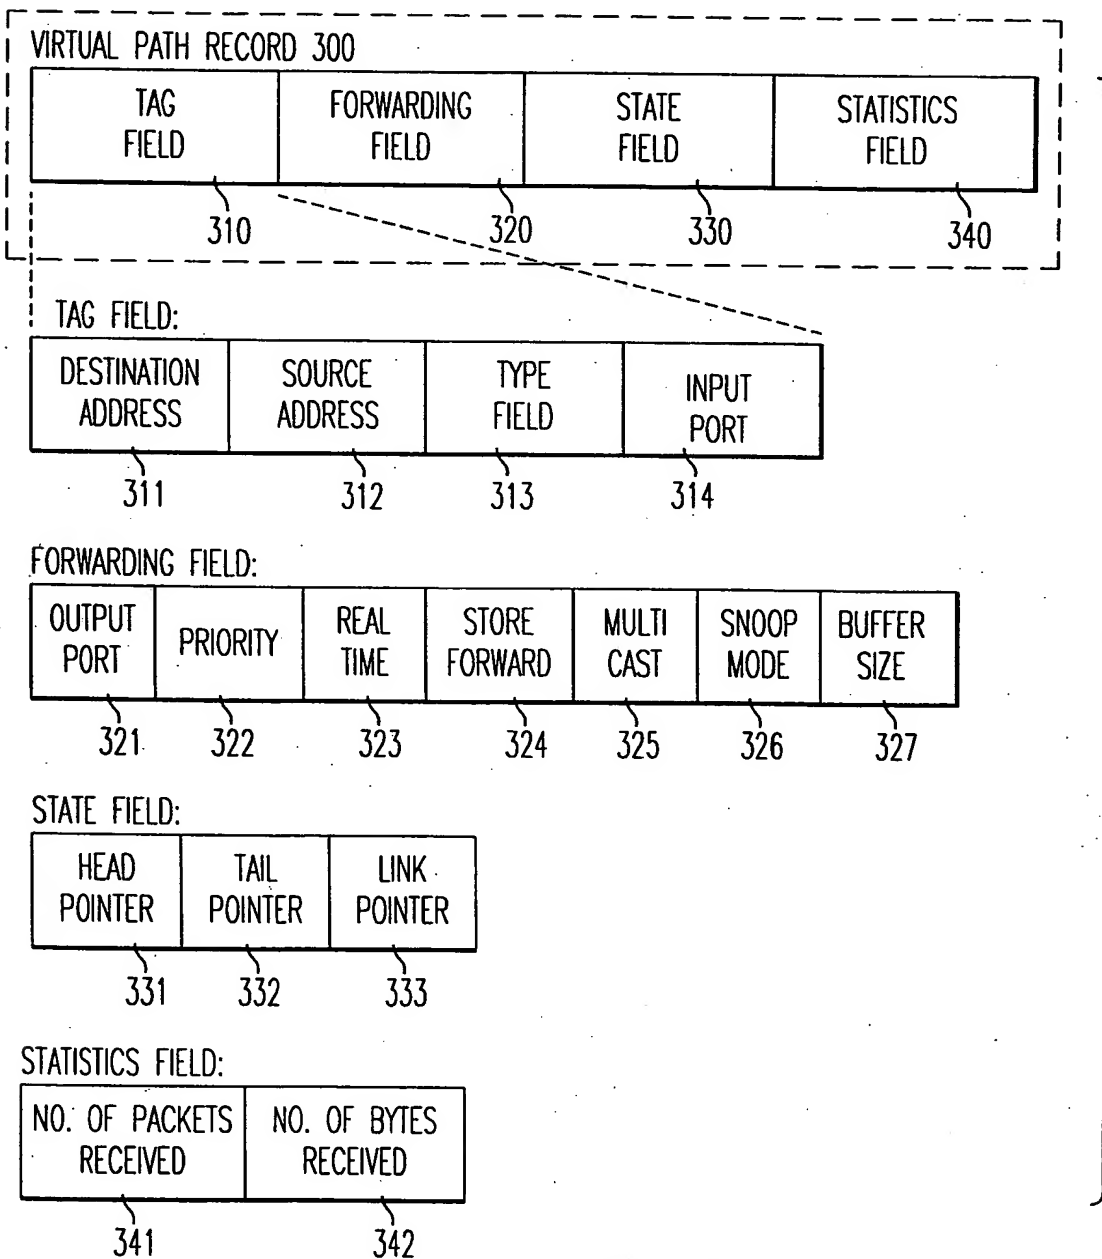 VIRTUAL PATH RECORD 300
TAG FIELD
FORWARDING FIELD
STATE FIELD
STATISTICS FIELD
310
320
330
340
TAG FIELD:
DESTINATION ADDRESS
SOURCE ADDRESS
TYPE FIELD
INPUT PORT
311
312
313
314
FORWARDING FIELD:
OUTPUT PORT
PRIORITY
REAL TIME
STORE FORWARD
MULTI CAST
SNOOP MODE
BUFFER SIZE
321
322
323
324
325
326
327
STATE FIELD:
HEAD POINTER
TAIL POINTER
LINK POINTER
331
332
333
STATISTICS FIELD:
NO. OF PACKETS RECEIVED
NO. OF BYTES RECEIVED
341
342